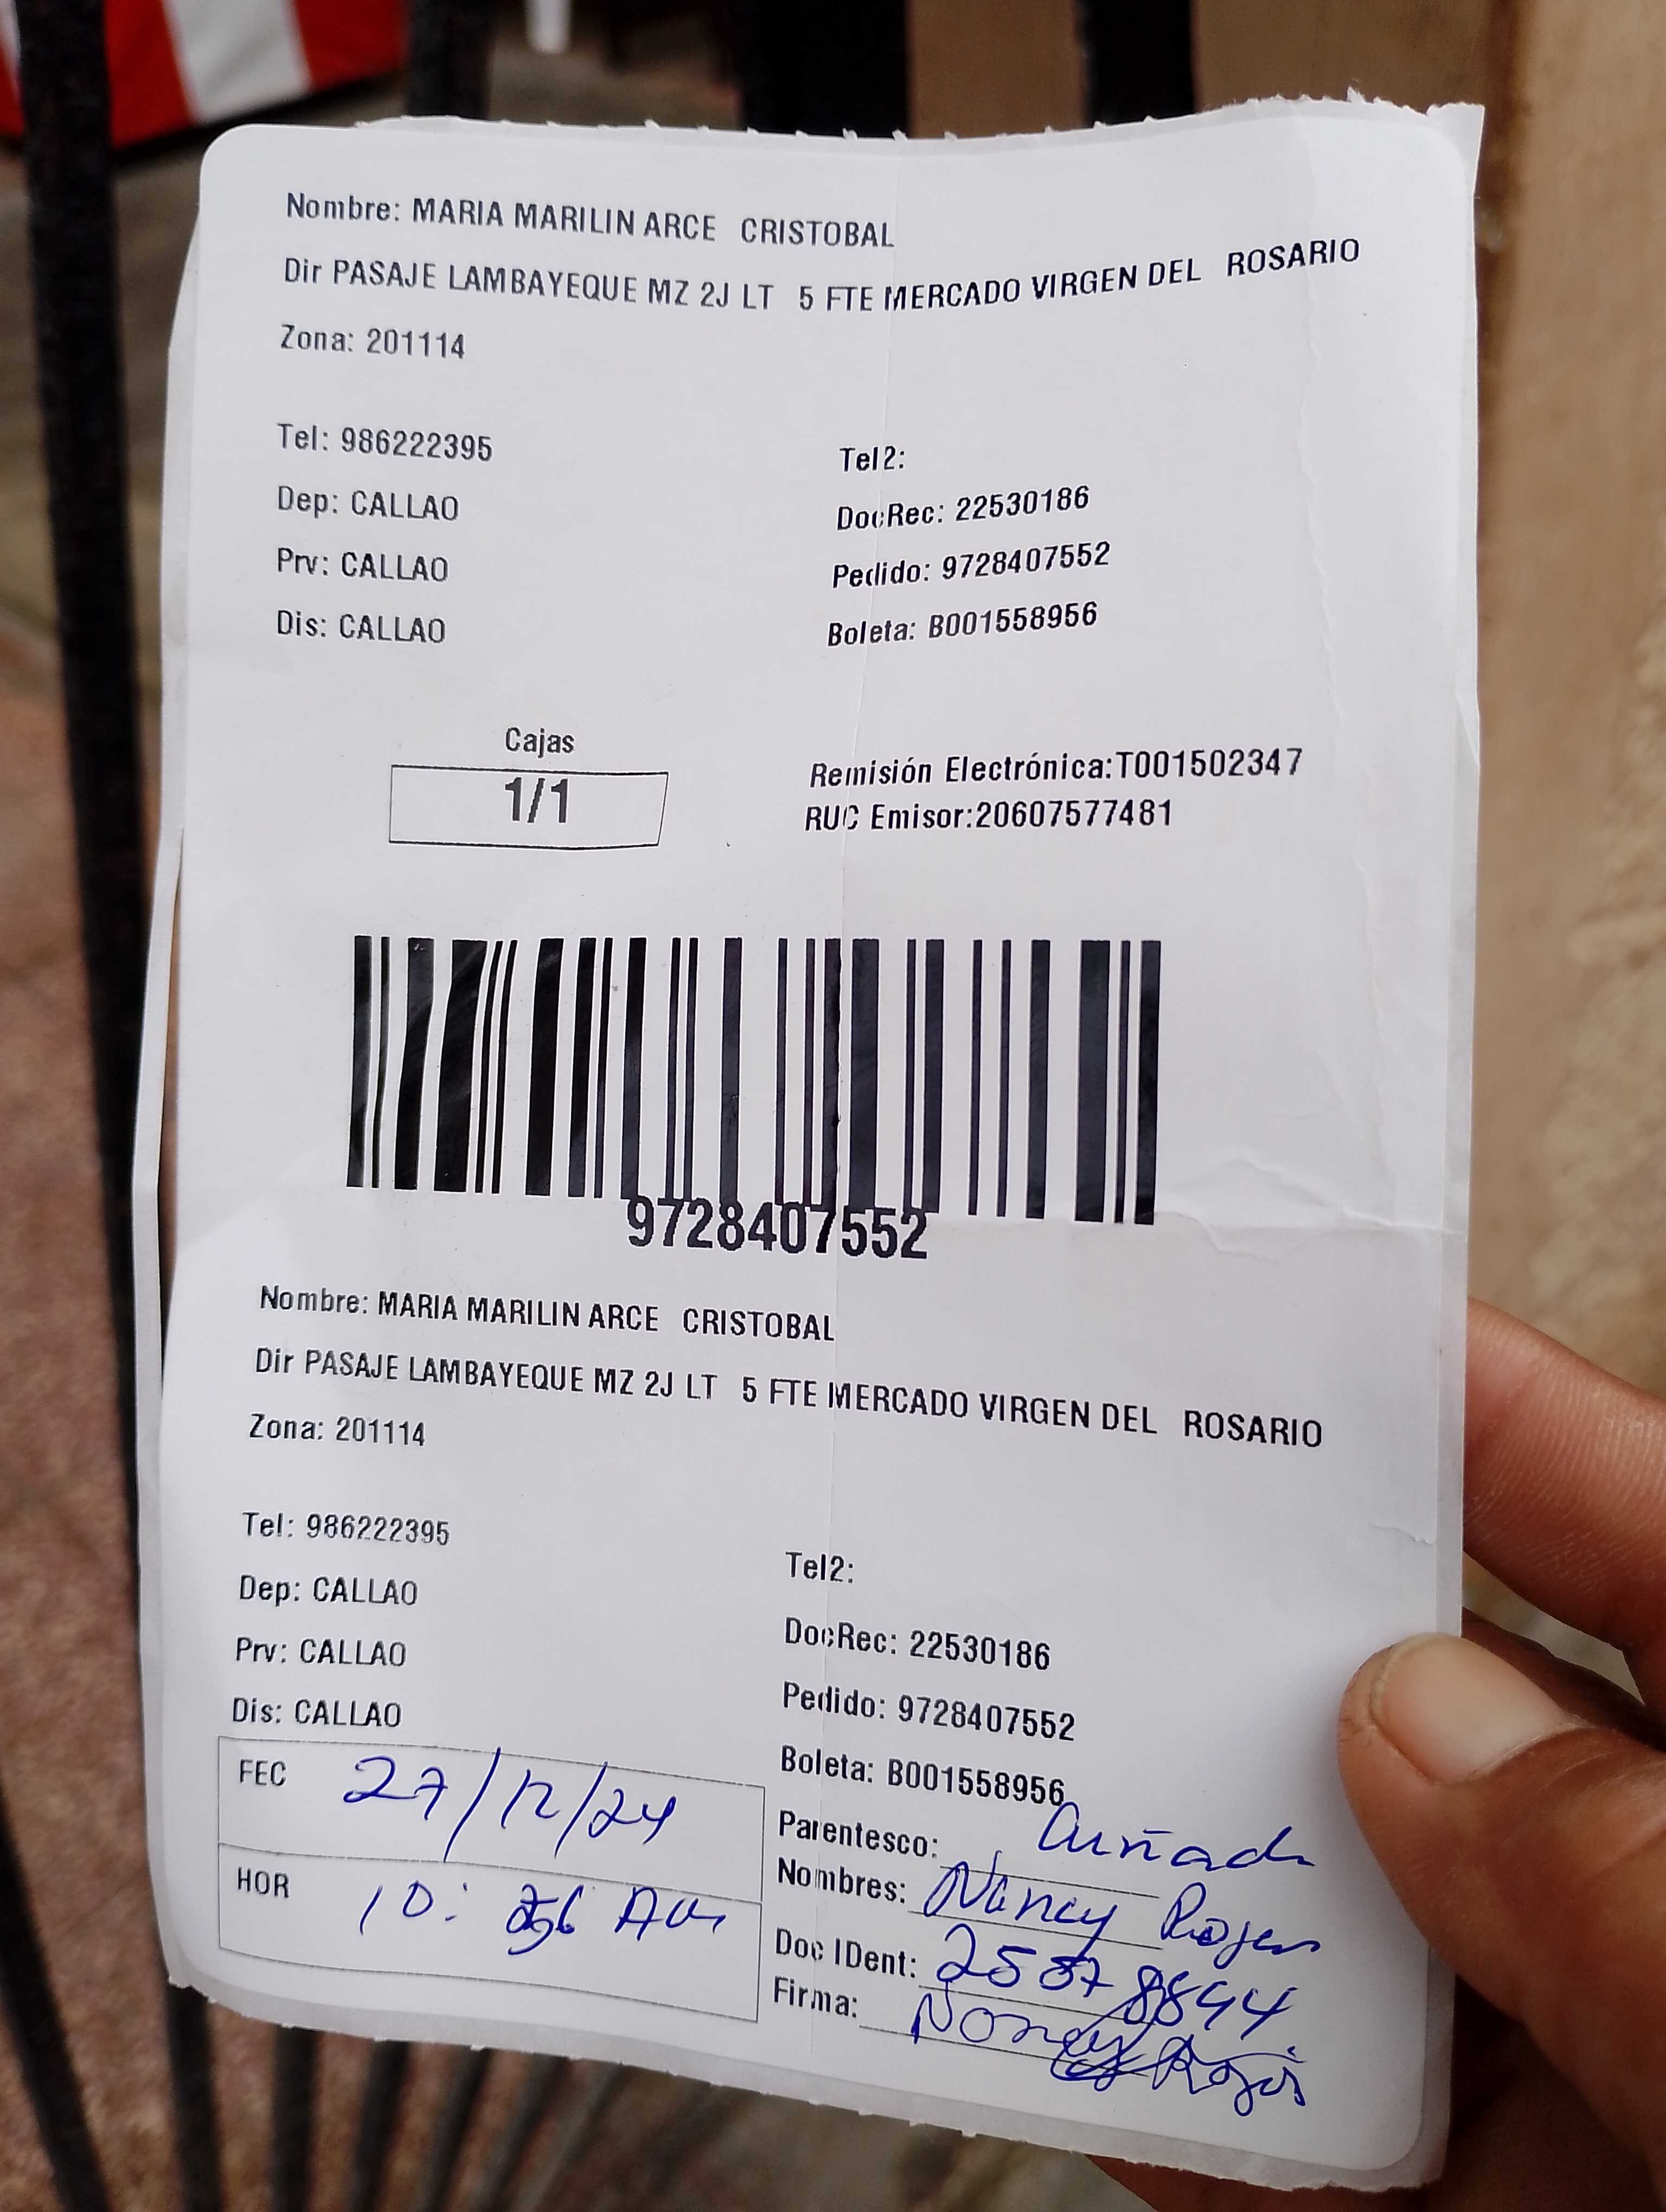 Nombre: MARIA MARILIN ARCE CRISTOBAL
Dir PASAJE LAMBAYEQUE MZ 2J LT 5 FTE MERCADO VIRGEN DEL ROSARIO
Zona: 201114
Tel: 986222395
Tel2:
Dep: CALLAO
DocRec: 22530186
Prv: CALLAO
Pedido: 9728407552
Dis: CALLAO
Boleta: B001558956
Cajas
1/1
Remisión Electrónica:T001502347
RUC Emisor:20607577481
9728407552
Nombre: MARIA MARILIN ARCE CRISTOBAL
Dir PASAJE LAMBAYEQUE MZ 2J LT 5 FTE MERCADO VIRGEN DEL ROSARIO
Zona: 201114
Tel: 986222395
Tel2:
Dep: CALLAO
DocRec: 22530186
Prv: CALLAO
Pedido: 9728407552
Dis: CALLAO
Boleta: B001558956
FEC 27/12/24
Parentesco: Cuñada
Nombres: Nancy Rojas
HOR 10: AM
Doc IDent:
Firma: Nancy Rojas